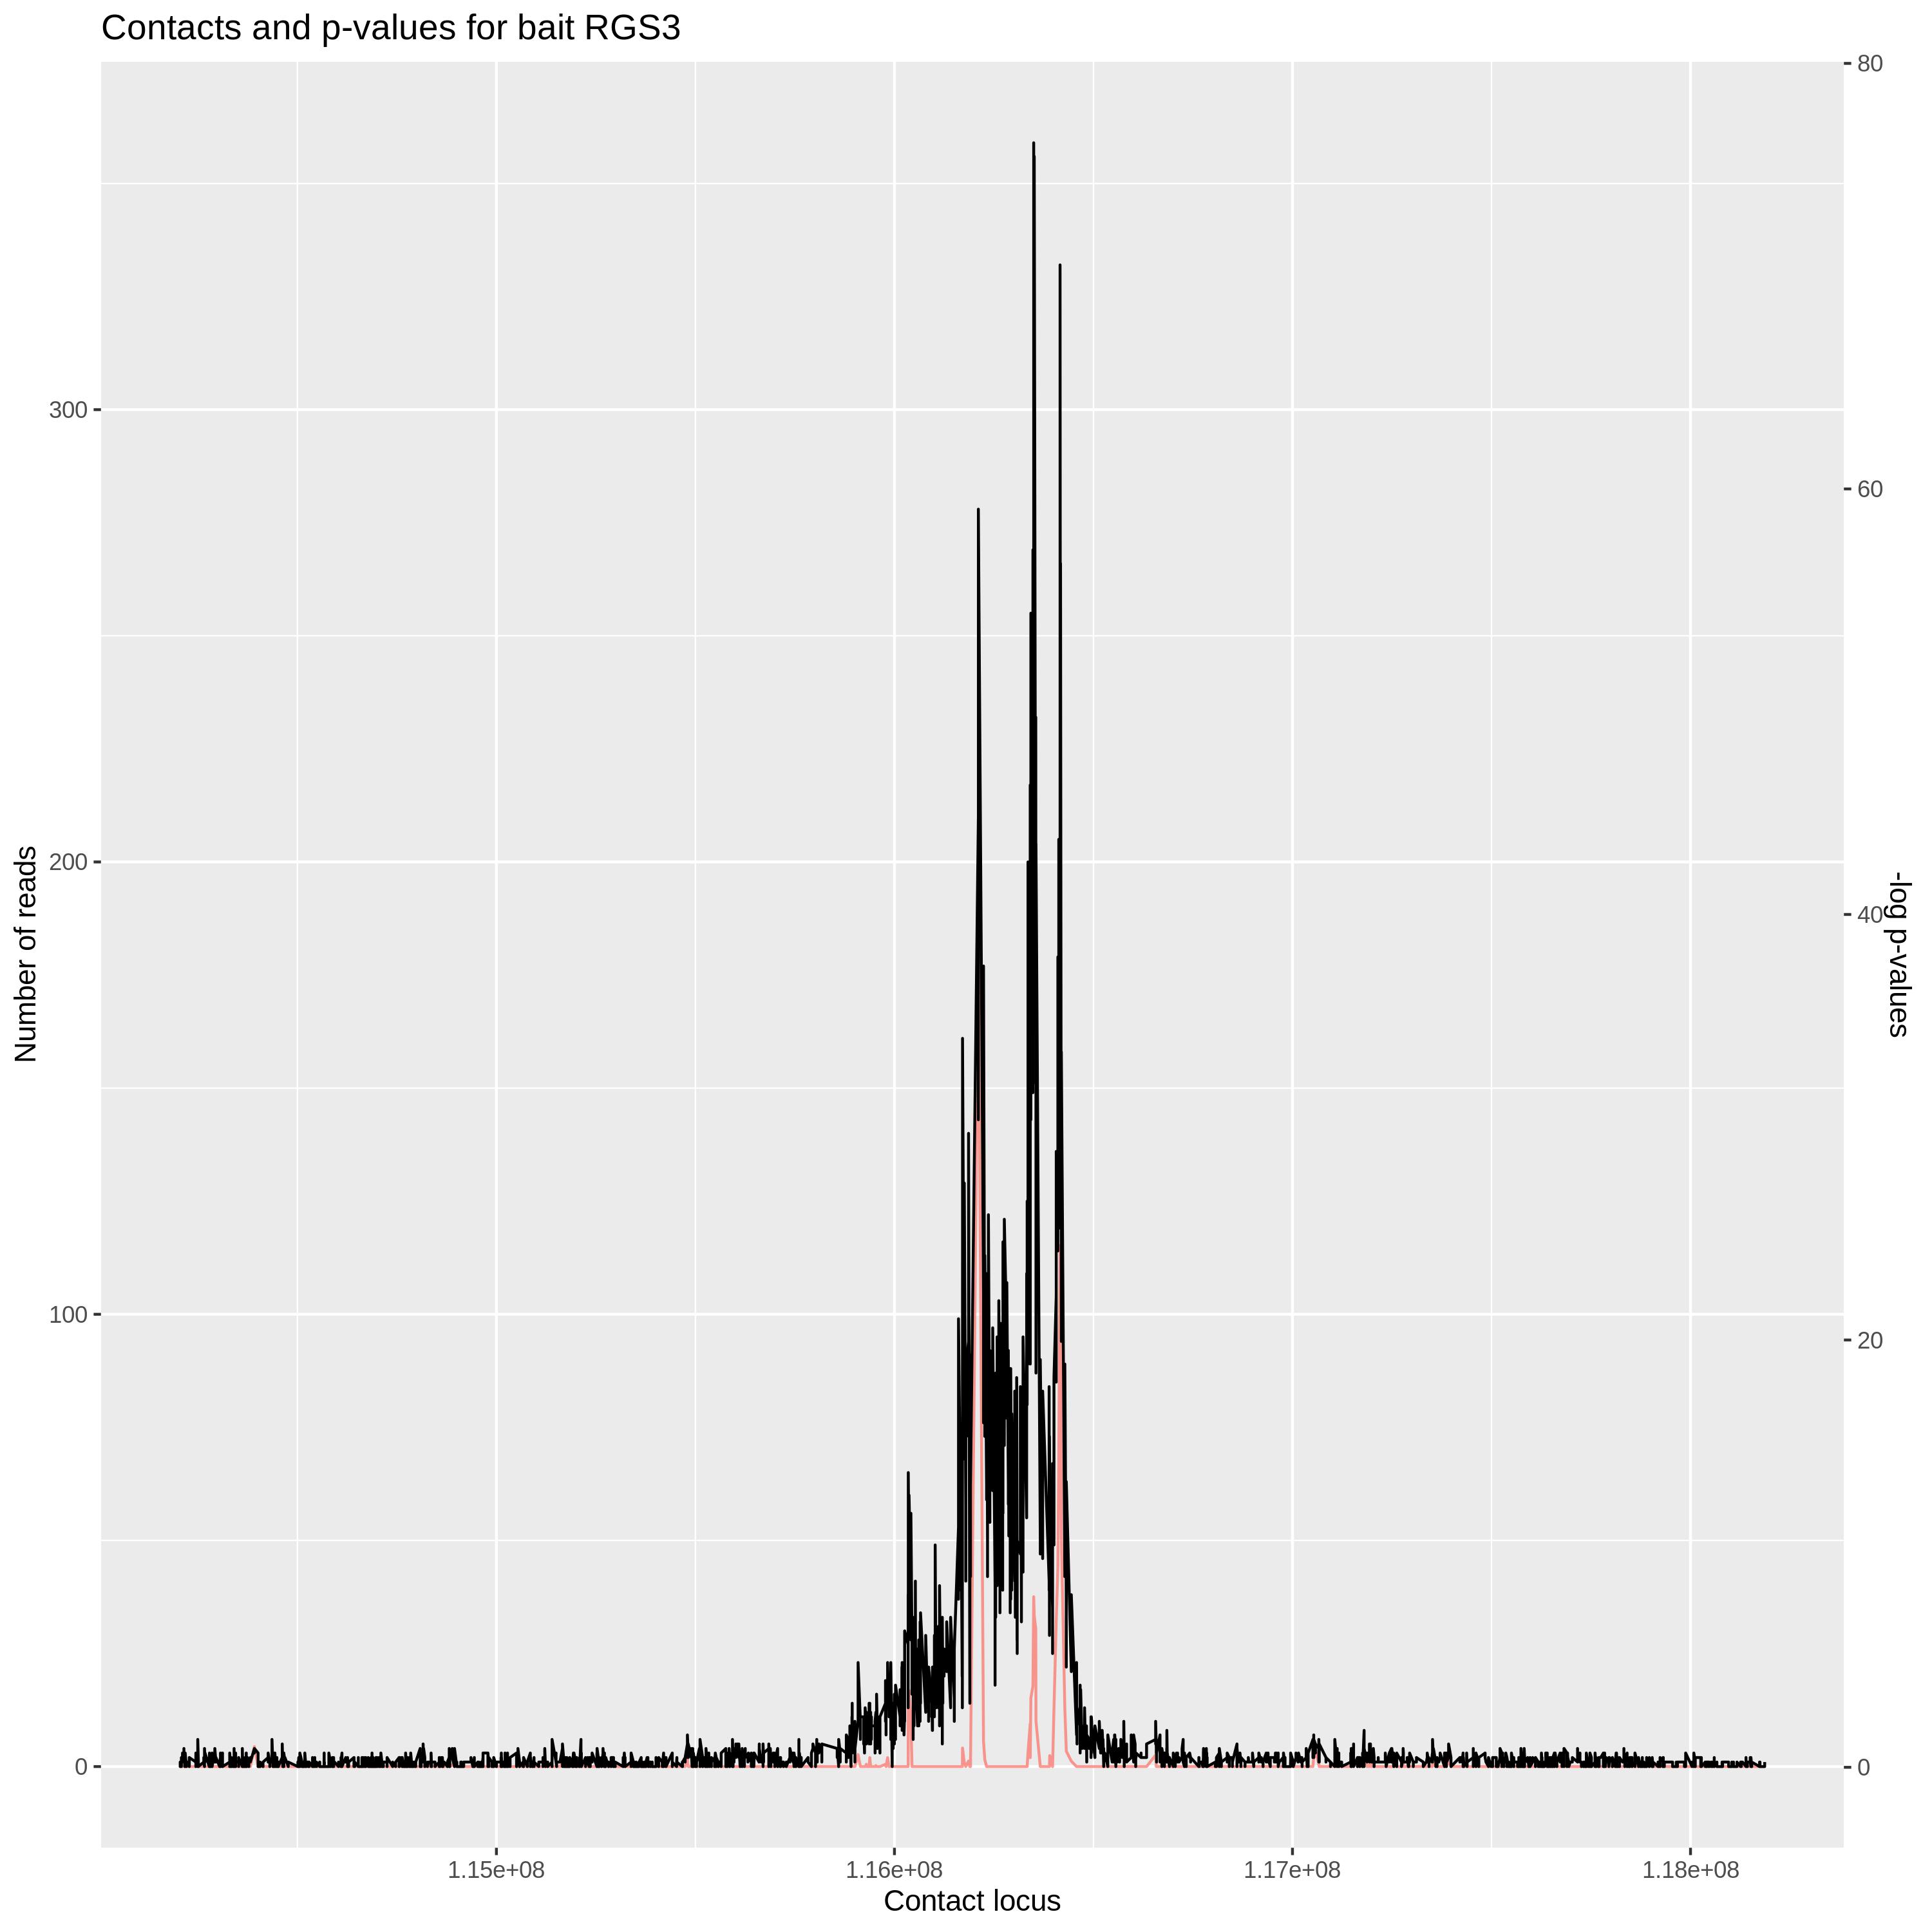 Contacts and p-values for bait RGS3
80
60
40
20
0
300
200
100
0
Number of reads
-log p-values
1.15e+08 1.16e+08 1.17e+08 1.18e+08
Contact locus